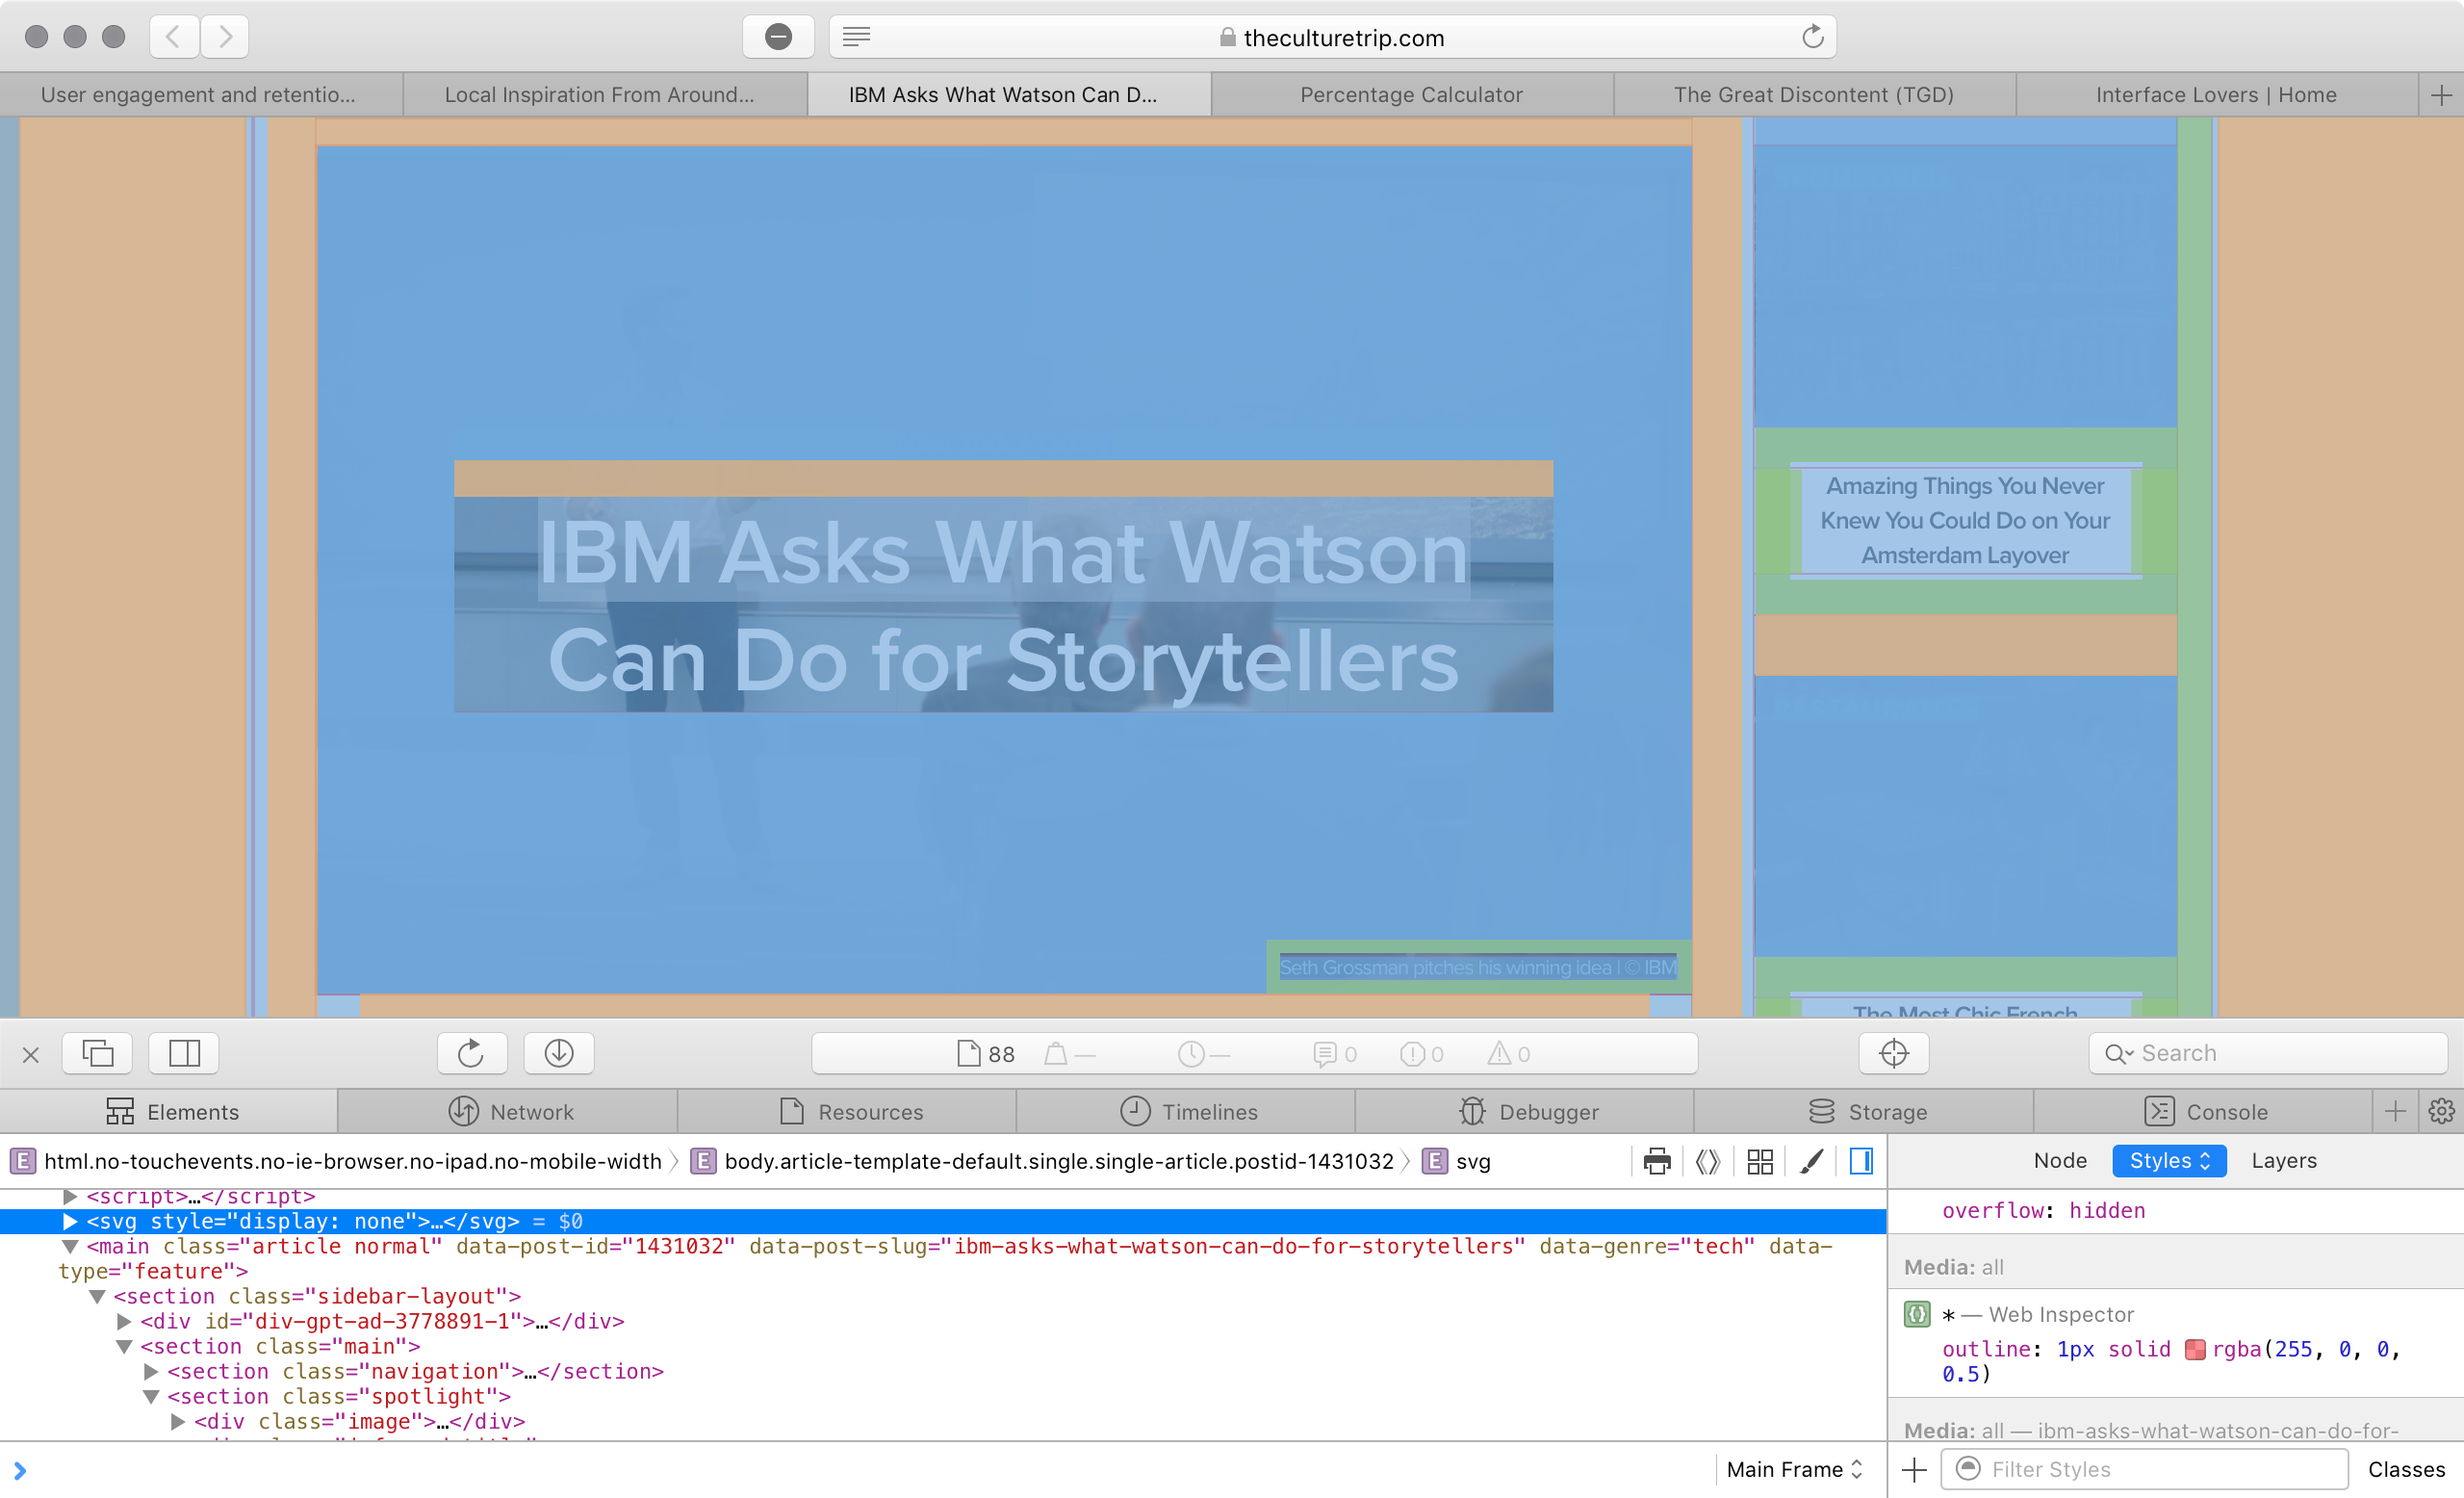 theculturetrip.com
User engagement and retentio...
Local Inspiration From Around...
IBM Asks What Watson Can D...
Percentage Calculator
The Great Discontent (TGD)
Interface Lovers | Home
IBM Asks What Watson
Can Do for Storytellers
Seth Grossman pitches his winning idea | © IBM
Amazing Things You Never
Knew You Could Do on Your
Amsterdam Layover
The Most Chic French
88
—
—
0
0
0
Search
Elements
Network
Resources
Timelines
Debugger
Storage
Console
E html.no-touchevents.no-ie-browser.no-ipad.no-mobile-width
E body.article-template-default.single.single-article.postid-1431032
E svg
Node
Styles
Layers
<script>…</script>
<svg style="display: none">…</svg> = $0
<main class="article normal" data-post-id="1431032" data-post-slug="ibm-asks-what-watson-can-do-for-storytellers" data-genre="tech" data-
type="feature">
<section class="sidebar-layout">
<div id="div-gpt-ad-3778891-1">…</div>
<section class="main">
<section class="navigation">…</section>
<section class="spotlight">
<div class="image">…</div>
overflow: hidden
Media: all
* — Web Inspector
outline: 1px solid rgba(255, 0, 0,
0.5)
Media: all — ibm-asks-what-watson-can-do-for-
Main Frame
Filter Styles
Classes